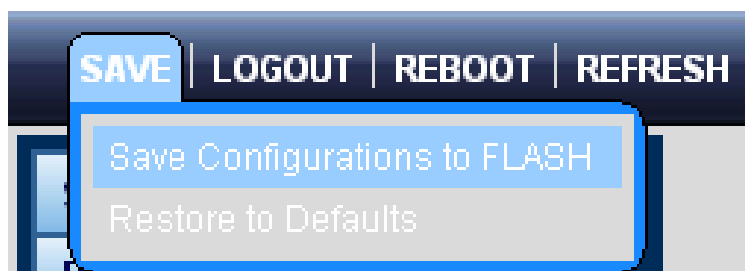 SAVE | LOGOUT | REBOOT | REFRESH
Save Configurations to FLASH
Restore to Defaults